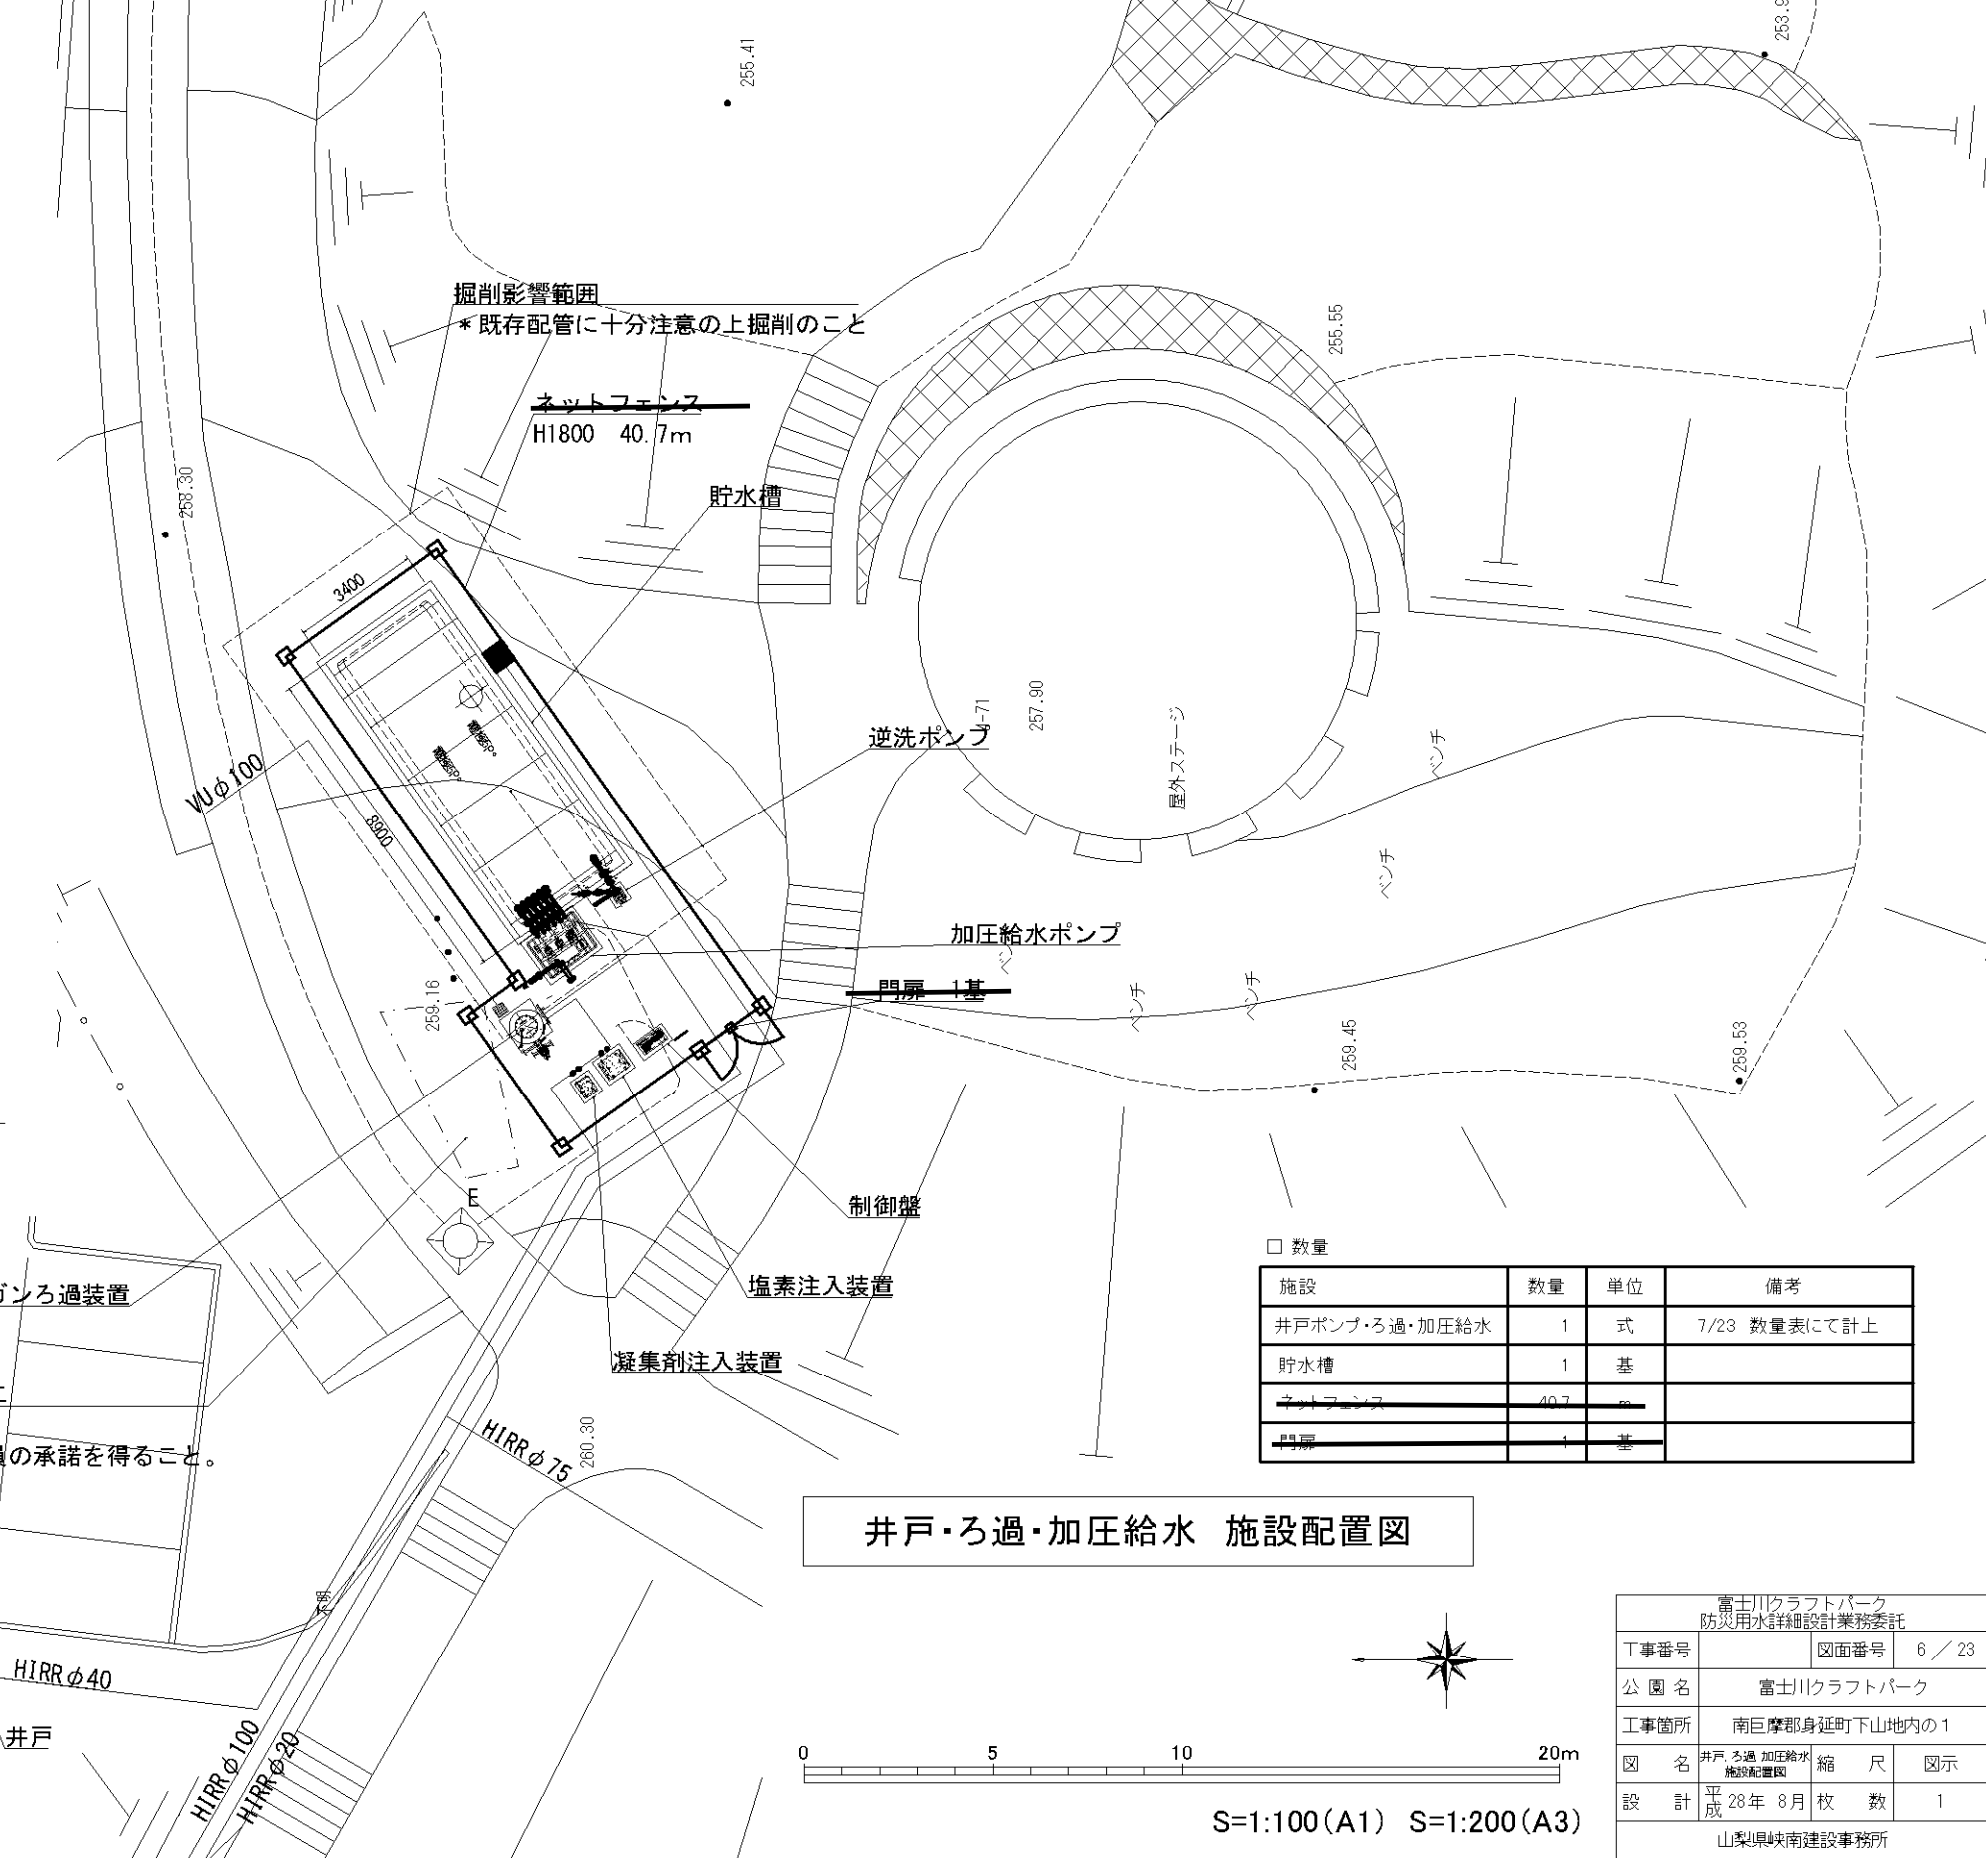 255.41
253.9
掘削影響範囲
*既存配管に十分注意の上掘削のこと
255.55
ネットフェンス
H1800 40.7m
貯水槽
258.30
3400
逆洗ポンプ
257.90
屋外ステージ
ベンチ
VUφ100
8900
ベンチ
加圧給水ポンプ
門扉 1基
ベンチ
ベンチ
259.16
259.45
259.53
制御盤
E
塩素注入装置
ンろ過装置
凝集剤注入装置
の承諾を得ること。
HIRRφ75
260.30
□ 数量
施設 数量 単位 備考
井戸ポンプ・ろ過・加圧給水 1 式 7/23 数量表にて計上
貯水槽 1 基
ネットフェンス 40.7 m
門扉 1 基
井戸・ろ過・加圧給水 施設配置図
HIRRφ40
井戸
HIRRφ100
HIRRφ20
0 5 10 20m
S=1:100(A1) S=1:200(A3)
富士川クラフトパーク
防災用水詳細設計業務委託
工事番号 図面番号 6/23
公園名 富士川クラフトパーク
工事箇所 南巨摩郡身延町下山地内の1
図名 井戸.ろ過 加圧給水 施設配置図 縮尺 図示
設計 平成28年 8月 枚数 1
山梨県峡南建設事務所